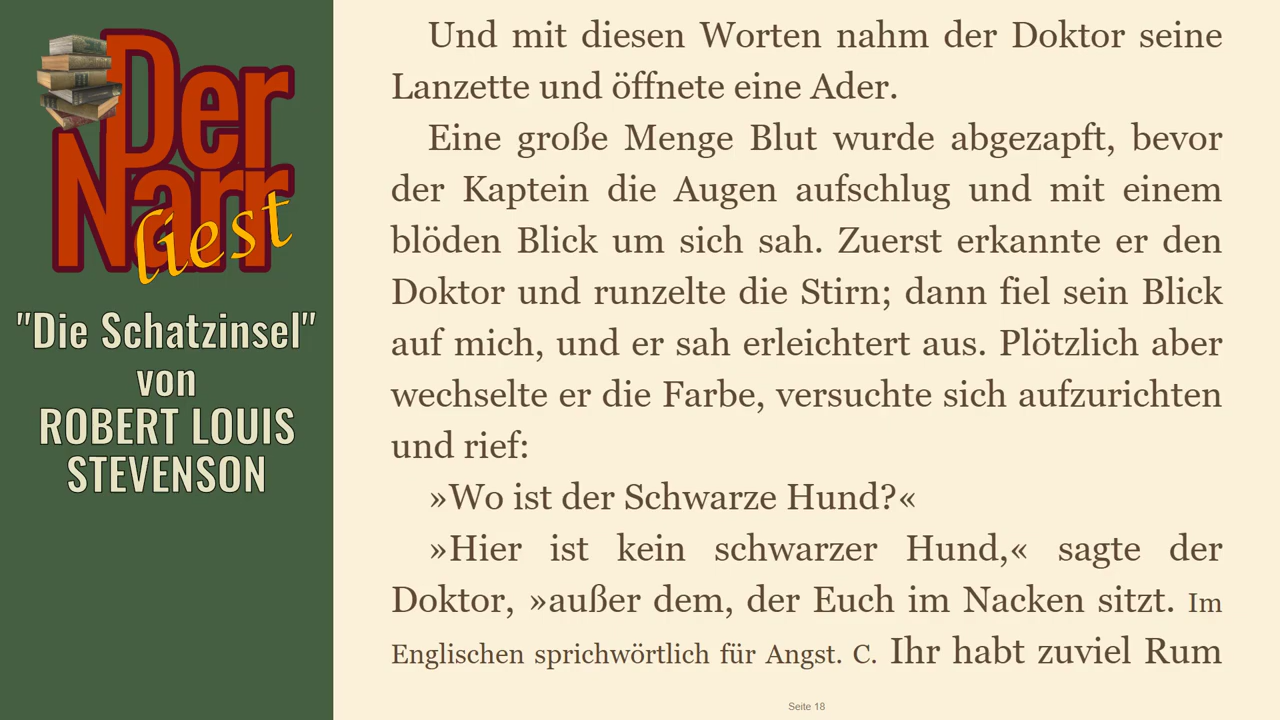 Der
Narr
liest
"Die Schatzinsel"
von
ROBERT LOUIS
STEVENSON
Und mit diesen Worten nahm der Doktor seine
Lanzette und öffnete eine Ader.
Eine große Menge Blut wurde abgezapft, bevor
der Kaptein die Augen aufschlug und mit einem
blöden Blick um sich sah. Zuerst erkannte er den
Doktor und runzelte die Stirn; dann fiel sein Blick
auf mich, und er sah erleichtert aus. Plötzlich aber
wechselte er die Farbe, versuchte sich aufzurichten
und rief:
»Wo ist der Schwarze Hund?«
»Hier ist kein schwarzer Hund,« sagte der
Doktor, »außer dem, der Euch im Nacken sitzt. Im
Englischen sprichwörtlich für Angst. C. Ihr habt zuviel Rum
Seite 18